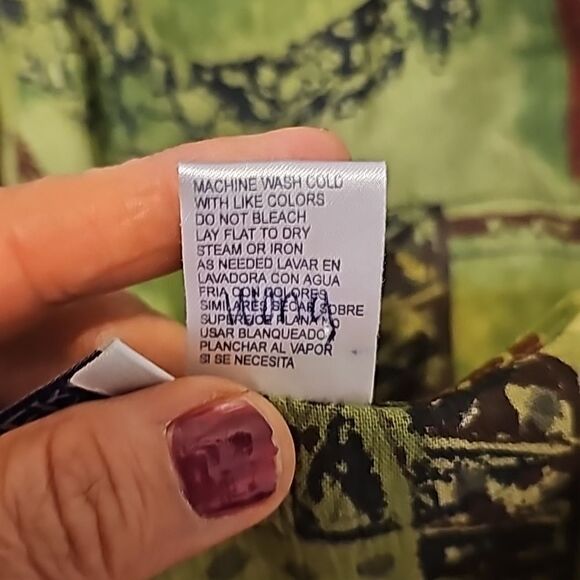 MACHINE WASH COLD
WITH LIKE COLORS
DO NOT BLEACH
LAY FLAT TO DRY
STEAM OR IRON
AS NEEDED LAVAR EN
LAVADORA CON AGUA
FRIA CON COLORES
SIMILARES SECAR SOBRE
SUPERFICIE PLANA NO
USAR BLANQUEADO
PLANCHAR AL VAPOR
SI SE NECESITA